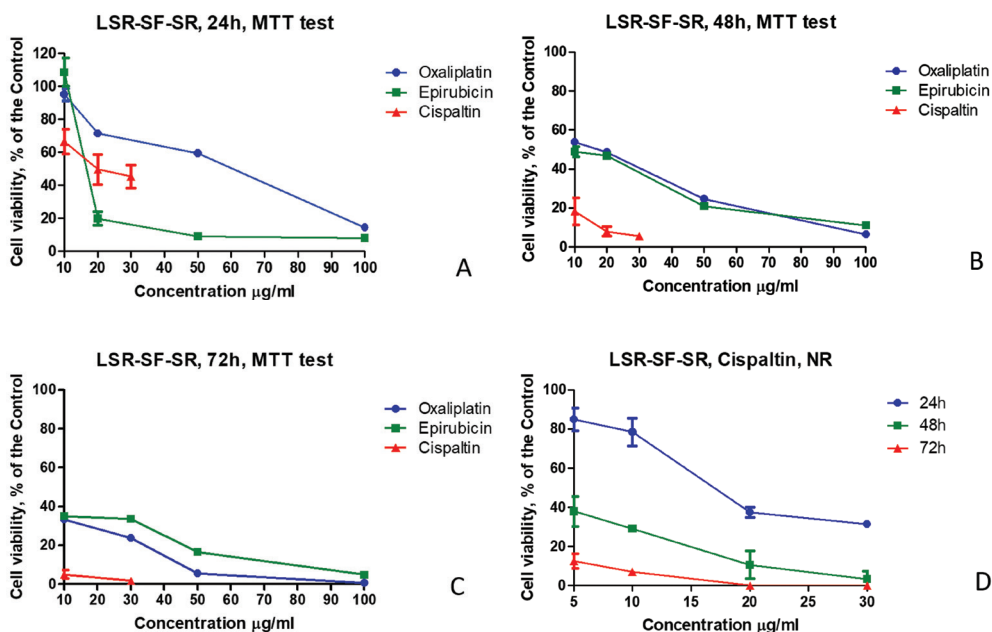 LSR-SF-SR, 24h, MTT test
Cell viability, % of the Control
120
100
80
60
40
20
0
10 20 30 40 50 60 70 80 90 100
Concentration μg/ml
Oxaliplatin
Epirubicin
Cispaltin
A
LSR-SF-SR, 48h, MTT test
Cell viability, % of the Control
100
80
60
40
20
0
10 20 30 40 50 60 70 80 90 100
Concentration μg/ml
Oxaliplatin
Epirubicin
Cispaltin
B
LSR-SF-SR, 72h, MTT test
Cell viability, % of the Control
100
80
60
40
20
0
10 20 30 40 50 60 70 80 90 100
Concentration μg/ml
Oxaliplatin
Epirubicin
Cispaltin
C
LSR-SF-SR, Cispaltin, NR
Cell viability, % of the Control
100
80
60
40
20
0
5 10 15 20 25 30
Concentration μg/ml
24h
48h
72h
D